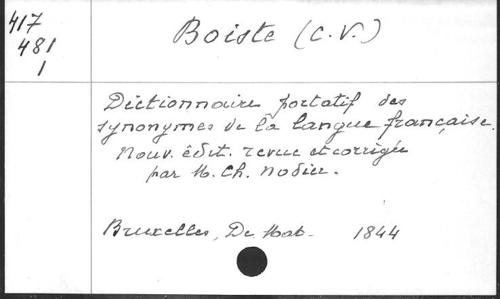 417
481
1
Boiste (C.V.)
Dictionnaire portatif des
synonymes de la langue française.
Nouv. édit. revue et corrigée
par M. Ch. Nodier.
Bruxelles, De Mat. 1844